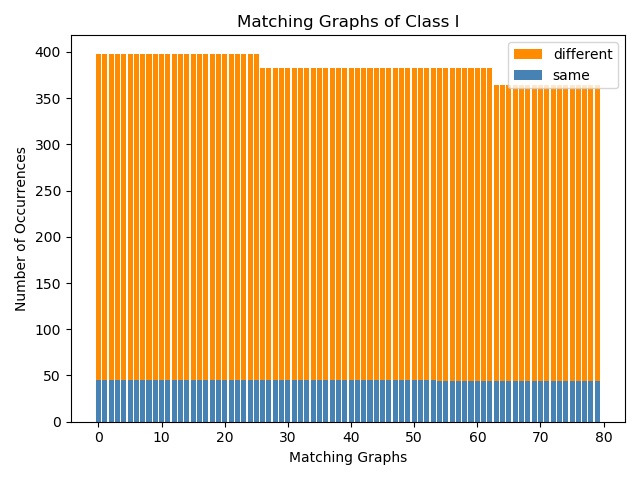 Matching Graphs of Class I
different
same
Number of Occurrences
400
350
300
250
200
150
100
50
0
0 10 20 30 40 50 60 70 80
Matching Graphs